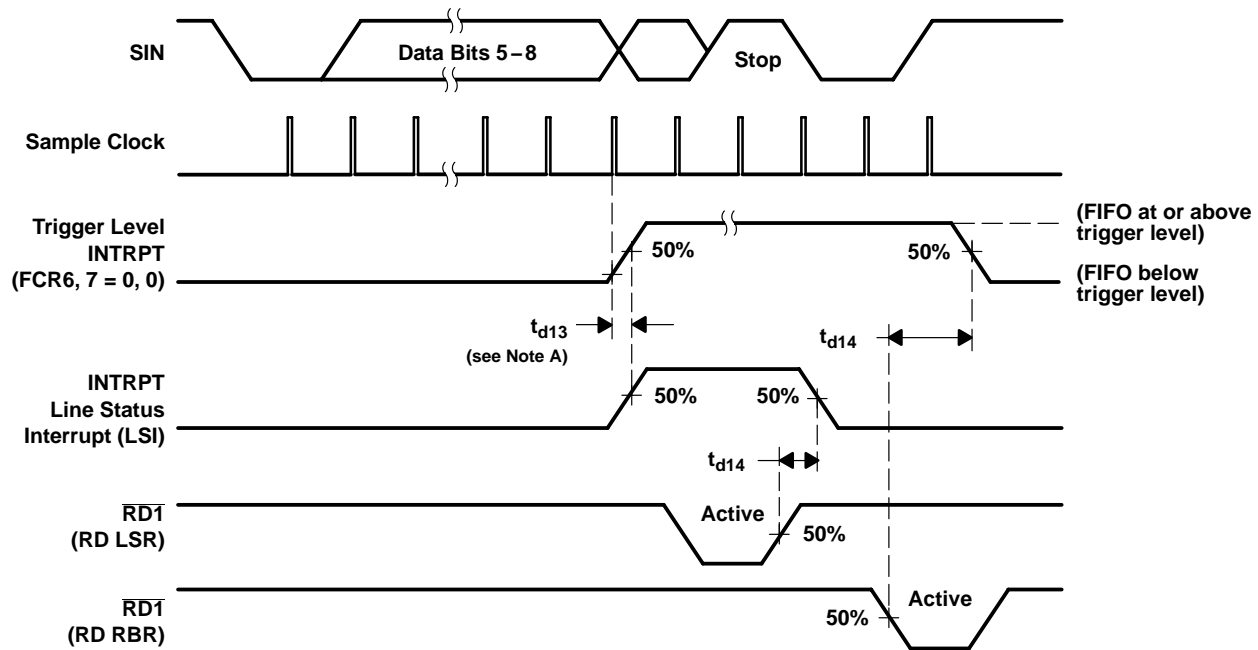 SIN
Data Bits 5–8
Stop
Sample Clock
Trigger Level
INTRPT
(FCR6, 7 = 0, 0)
50%
50%
(FIFO at or above
trigger level)
(FIFO below
trigger level)
td13
(see Note A)
td14
INTRPT
Line Status
Interrupt (LSI)
50%
50%
td14
RD1
(RD LSR)
Active
50%
RD1
(RD RBR)
50%
Active